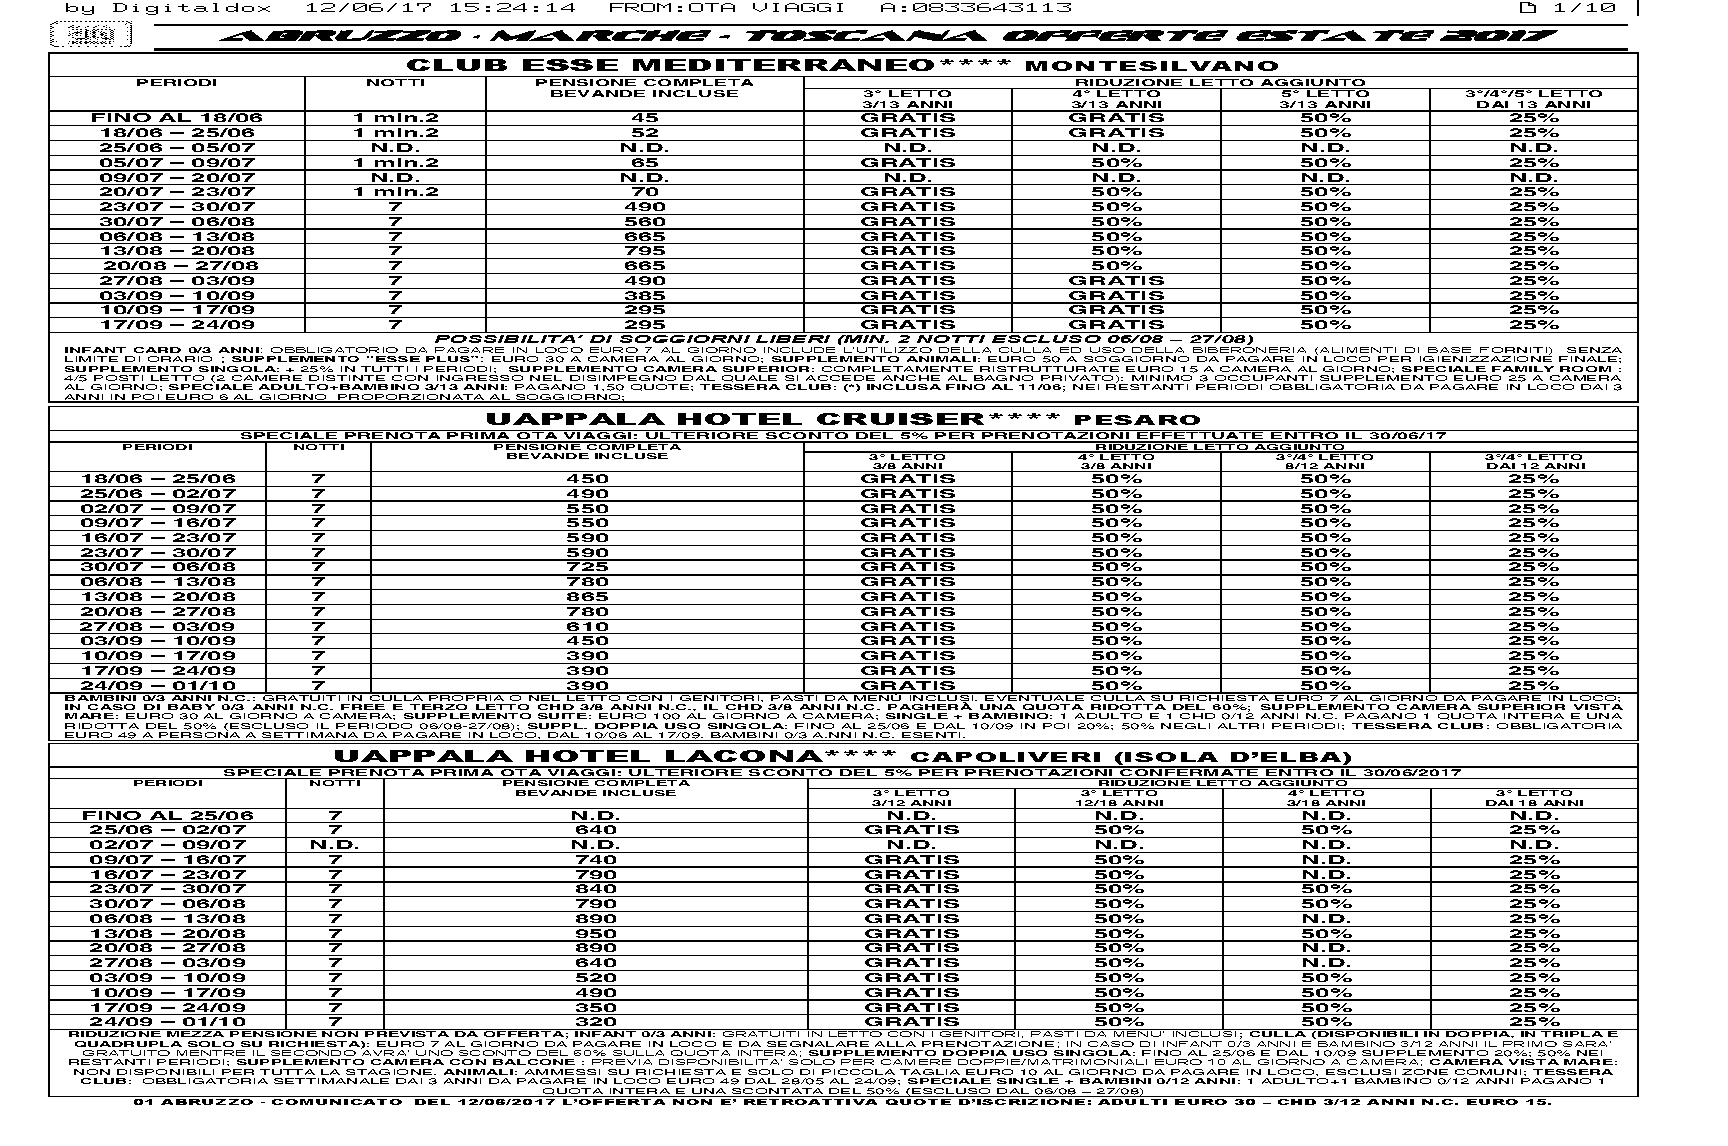 by Digitaldox 12/06/17 15:24:14 FROM:OTA VIAGGI A:0833643113 1/10
ABRUZZO - MARCHE - TOSCANA OFFERTE ESTATE 2017
CLUB ESSE MEDITERRANEO**** MONTESILVANO
PERIODI NOTTI PENSIONE COMPLETA RIDUZIONE LETTO AGGIUNTO
BEVANDE INCLUSE 3° LETTO 4° LETTO 5° LETTO 3°/4°/5° LETTO
3/13 ANNI 3/13 ANNI 3/13 ANNI DAI 13 ANNI
FINO AL 18/06 1 min.2 45 GRATIS GRATIS 50% 25%
18/06 – 25/06 1 min.2 52 GRATIS GRATIS 50% 25%
25/06 – 05/07 N.D. N.D. N.D. N.D. N.D. N.D.
05/07 – 09/07 1 min.2 65 GRATIS 50% 50% 25%
09/07 – 20/07 N.D. N.D. N.D. N.D. N.D. N.D.
20/07 – 23/07 1 min.2 70 GRATIS 50% 50% 25%
23/07 – 30/07 7 490 GRATIS 50% 50% 25%
30/07 – 06/08 7 560 GRATIS 50% 50% 25%
06/08 – 13/08 7 665 GRATIS 50% 50% 25%
13/08 – 20/08 7 795 GRATIS 50% 50% 25%
20/08 – 27/08 7 665 GRATIS 50% 50% 25%
27/08 – 03/09 7 490 GRATIS GRATIS 50% 25%
03/09 – 10/09 7 385 GRATIS GRATIS 50% 25%
10/09 – 17/09 7 295 GRATIS GRATIS 50% 25%
17/09 – 24/09 7 295 GRATIS GRATIS 50% 25%
POSSIBILITA' DI SOGGIORNI LIBERI (MIN. 2 NOTTI ESCLUSO 06/08 – 27/08)
INFANT CARD 0/3 ANNI: OBBLIGATORIO DA PAGARE IN LOCO EURO 7 AL GIORNO INCLUDE L'UTILIZZO DELLA CULLA ED USO DELLA BIBERONERIA (ALIMENTI DI BASE FORNITI) SENZA
LIMITE DI ORARIO ; SUPPLEMENTO "ESSE PLUS": EURO 30 A CAMERA AL GIORNO; SUPPLEMENTO ANIMALI: EURO 50 A SOGGIORNO DA PAGARE IN LOCO PER IGIENIZZAZIONE FINALE;
SUPPLEMENTO SINGOLA: + 25% IN TUTTI I PERIODI; SUPPLEMENTO CAMERA SUPERIOR: COMPLETAMENTE RISTRUTTURATE EURO 15 A CAMERA AL GIORNO; SPECIALE FAMILY ROOM :
4/5 POSTI LETTO (2 CAMERE DISTINTE CON INGRESSO NEL DISIMPEGNO DAL QUALE SI ACCEDE ANCHE AL BAGNO PRIVATO); MINIMO 3 OCCUPANTI SUPPLEMENTO EURO 25 A CAMERA
AL GIORNO; SPECIALE ADULTO+BAMBINO 3/13 ANNI: PAGANO 1,50 QUOTE; TESSERA CLUB: (*) INCLUSA FINO AL 11/06; NEI RESTANTI PERIODI OBBLIGATORIA DA PAGARE IN LOCO DAI 3
ANNI IN POI EURO 6 AL GIORNO PROPORZIONATA AL SOGGIORNO;
UAPPALA HOTEL CRUISER**** PESARO
SPECIALE PRENOTA PRIMA OTA VIAGGI: ULTERIORE SCONTO DEL 5% PER PRENOTAZIONI EFFETTUATE ENTRO IL 30/06/17
PERIODI NOTTI PENSIONE COMPLETA RIDUZIONE LETTO AGGIUNTO
BEVANDE INCLUSE 3° LETTO 4° LETTO 3°/4° LETTO 3°/4° LETTO
3/8 ANNI 3/8 ANNI 8/12 ANNI DAI 12 ANNI
18/06 – 25/06 7 450 GRATIS 50% 50% 25%
25/06 – 02/07 7 490 GRATIS 50% 50% 25%
02/07 – 09/07 7 550 GRATIS 50% 50% 25%
09/07 – 16/07 7 550 GRATIS 50% 50% 25%
16/07 – 23/07 7 590 GRATIS 50% 50% 25%
23/07 – 30/07 7 590 GRATIS 50% 50% 25%
30/07 – 06/08 7 725 GRATIS 50% 50% 25%
06/08 – 13/08 7 780 GRATIS 50% 50% 25%
13/08 – 20/08 7 865 GRATIS 50% 50% 25%
20/08 – 27/08 7 780 GRATIS 50% 50% 25%
27/08 – 03/09 7 610 GRATIS 50% 50% 25%
03/09 – 10/09 7 450 GRATIS 50% 50% 25%
10/09 – 17/09 7 390 GRATIS 50% 50% 25%
17/09 – 24/09 7 390 GRATIS 50% 50% 25%
24/09 – 01/10 7 390 GRATIS 50% 50% 25%
BAMBINI 0/3 ANNI N.C.: GRATUITI IN CULLA PROPRIA O NEL LETTO CON I GENITORI, PASTI DA MENÙ INCLUSI. EVENTUALE CULLA SU RICHIESTA EURO 7 AL GIORNO DA PAGARE IN LOCO;
IN CASO DI BABY 0/3 ANNI N.C. FREE E TERZO LETTO CHD 3/8 ANNI N.C., IL CHD 3/8 ANNI N.C. PAGHERÀ UNA QUOTA RIDOTTA DEL 60%; SUPPLEMENTO CAMERA SUPERIOR VISTA
MARE: EURO 30 AL GIORNO A CAMERA; SUPPLEMENTO SUITE: EURO 100 AL GIORNO A CAMERA; SINGLE + BAMBINO: 1 ADULTO E 1 CHD 0/12 ANNI N.C. PAGANO 1 QUOTA INTERA E UNA
RIDOTTA DEL 50% (ESCLUSO IL PERIODO 06/08-27/08); SUPPL. DOPPIA USO SINGOLA: FINO AL 25/06 E DAL 10/09 IN POI 20%; 50% NEGLI ALTRI PERIODI; TESSERA CLUB: OBBLIGATORIA
EURO 49 A PERSONA A SETTIMANA DA PAGARE IN LOCO, DAL 10/06 AL 17/09. BAMBINI 0/3 A.NNI N.C. ESENTI.
UAPPALA HOTEL LACONA**** CAPOLIVERI (ISOLA D'ELBA)
SPECIALE PRENOTA PRIMA OTA VIAGGI: ULTERIORE SCONTO DEL 5% PER PRENOTAZIONI CONFERMATE ENTRO IL 30/06/2017
PERIODI NOTTI PENSIONE COMPLETA RIDUZIONE LETTO AGGIUNTO
BEVANDE INCLUSE 3° LETTO 3° LETTO 4° LETTO 3° LETTO
3/12 ANNI 12/18 ANNI 3/18 ANNI DAI 18 ANNI
FINO AL 25/06 7 N.D. N.D. N.D. N.D. N.D.
25/06 – 02/07 7 640 GRATIS 50% 50% 25%
02/07 – 09/07 N.D. N.D. N.D. N.D. N.D. N.D.
09/07 – 16/07 7 740 GRATIS 50% N.D. 25%
16/07 – 23/07 7 790 GRATIS 50% N.D. 25%
23/07 – 30/07 7 840 GRATIS 50% 50% 25%
30/07 – 06/08 7 790 GRATIS 50% 50% 25%
06/08 – 13/08 7 890 GRATIS 50% N.D. 25%
13/08 – 20/08 7 950 GRATIS 50% 50% 25%
20/08 – 27/08 7 890 GRATIS 50% N.D. 25%
27/08 – 03/09 7 640 GRATIS 50% N.D. 25%
03/09 – 10/09 7 520 GRATIS 50% 50% 25%
10/09 – 17/09 7 490 GRATIS 50% 50% 25%
17/09 – 24/09 7 350 GRATIS 50% 50% 25%
24/09 – 01/10 7 320 GRATIS 50% 50% 25%
RIDUZIONE MEZZA PENSIONE NON PREVISTA DA OFFERTA; INFANT 0/3 ANNI: GRATUITI IN LETTO CON I GENITORI, PASTI DA MENU' INCLUSI; CULLA (DISPONIBILI IN DOPPIA, IN TRIPLA E
QUADRUPLA SOLO SU RICHIESTA): EURO 7 AL GIORNO DA PAGARE IN LOCO E DA SEGNALARE ALLA PRENOTAZIONE; IN CASO DI INFANT 0/3 ANNI E BAMBINO 3/12 ANNI IL PRIMO SARA'
GRATUITO MENTRE IL SECONDO AVRA' UNO SCONTO DEL 60% SULLA QUOTA INTERA; SUPPLEMENTO DOPPIA USO SINGOLA: FINO AL 25/06 E DAL 10/09 SUPPLEMENTO 20%; 50% NEI
RESTANTI PERIODI; SUPPLEMENTO CAMERA CON BALCONE : PREVIA DISPONIBILITA' SOLO PER CAMERE DOPPIE/MATRIMONIALI EURO 10 AL GIORNO A CAMERA; CAMERA VISTA MARE:
NON DISPONIBILI PER TUTTA LA STAGIONE. ANIMALI: AMMESSI SU RICHIESTA E SOLO DI PICCOLA TAGLIA EURO 10 AL GIORNO DA PAGARE IN LOCO, ESCLUSI ZONE COMUNI; TESSERA
CLUB: OBBLIGATORIA SETTIMANALE DAI 3 ANNI DA PAGARE IN LOCO EURO 49 DAL 28/05 AL 24/09; SPECIALE SINGLE + BAMBINI 0/12 ANNI: 1 ADULTO+1 BAMBINO 0/12 ANNI PAGANO 1
QUOTA INTERA E UNA SCONTATA DEL 50% (ESCLUSO DAL 06/08 – 27/08)
01 ABRUZZO - COMUNICATO DEL 12/06/2017 L'OFFERTA NON E' RETROATTIVA QUOTE D'ISCRIZIONE: ADULTI EURO 30 – CHD 3/12 ANNI N.C. EURO 15.